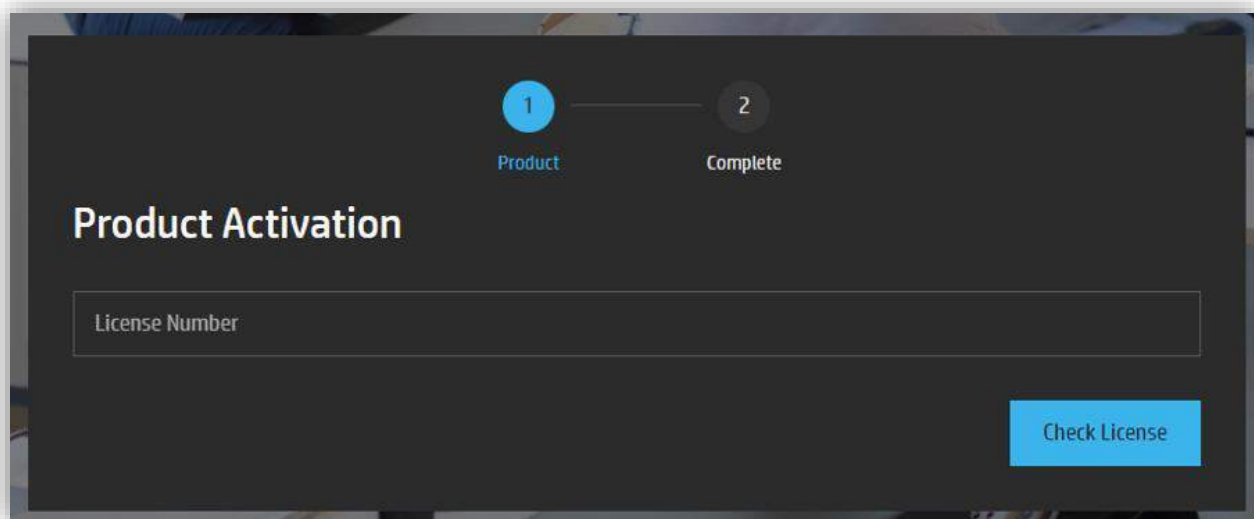 1
2
Product
Complete
Product Activation
License Number
Check License